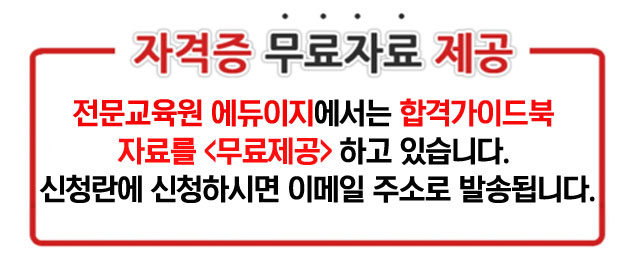 자격증 무료자료 제공
전문교육원 에듀이지에서는 합격가이드북
자료를 <무료제공> 하고 있습니다.
신청란에 신청하시면 이메일 주소로 발송됩니다.